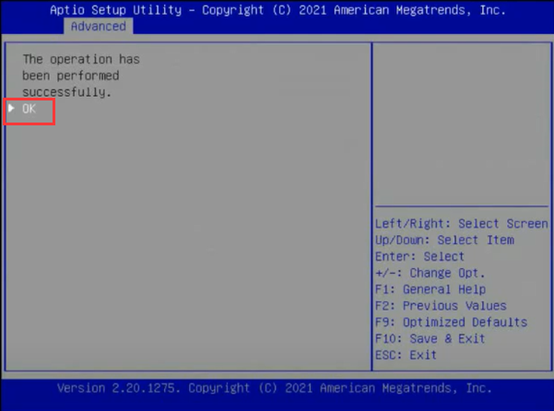 Aptio Setup Utility - Copyright (C) 2021 American Megatrends, Inc.
Advanced
The operation has
been performed
successfully.
OK
Left/Right: Select Screen
Up/Down: Select Item
Enter: Select
+/-: Change Opt.
F1: General Help
F2: Previous Values
F9: Optimized Defaults
F10: Save & Exit
ESC: Exit
Version 2.20.1275. Copyright (C) 2021 American Megatrends, Inc.